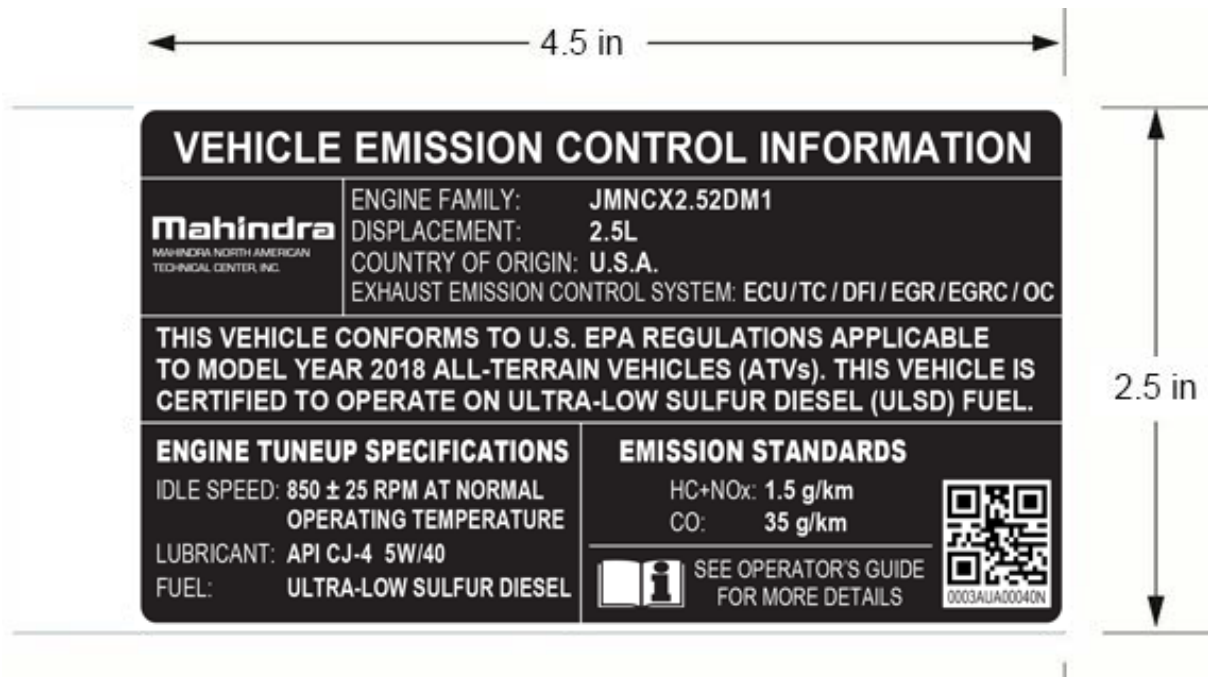 4.5 in
VEHICLE EMISSION CONTROL INFORMATION
Mahindra
MAHINDRA NORTH AMERICAN
TECHNICAL CENTER, INC.
ENGINE FAMILY: JMNCX2.52DM1
DISPLACEMENT: 2.5L
COUNTRY OF ORIGIN: U.S.A.
EXHAUST EMISSION CONTROL SYSTEM: ECU/TC/DFI/EGR/EGRC/OC
THIS VEHICLE CONFORMS TO U.S. EPA REGULATIONS APPLICABLE
TO MODEL YEAR 2018 ALL-TERRAIN VEHICLES (ATVs). THIS VEHICLE IS
CERTIFIED TO OPERATE ON ULTRA-LOW SULFUR DIESEL (ULSD) FUEL.
2.5 in
ENGINE TUNEUP SPECIFICATIONS
IDLE SPEED: 850 ± 25 RPM AT NORMAL
OPERATING TEMPERATURE
LUBRICANT: API CJ-4 5W/40
FUEL: ULTRA-LOW SULFUR DIESEL
EMISSION STANDARDS
HC+NOx: 1.5 g/km
CO: 35 g/km
SEE OPERATOR'S GUIDE
FOR MORE DETAILS
0003AUA00040N